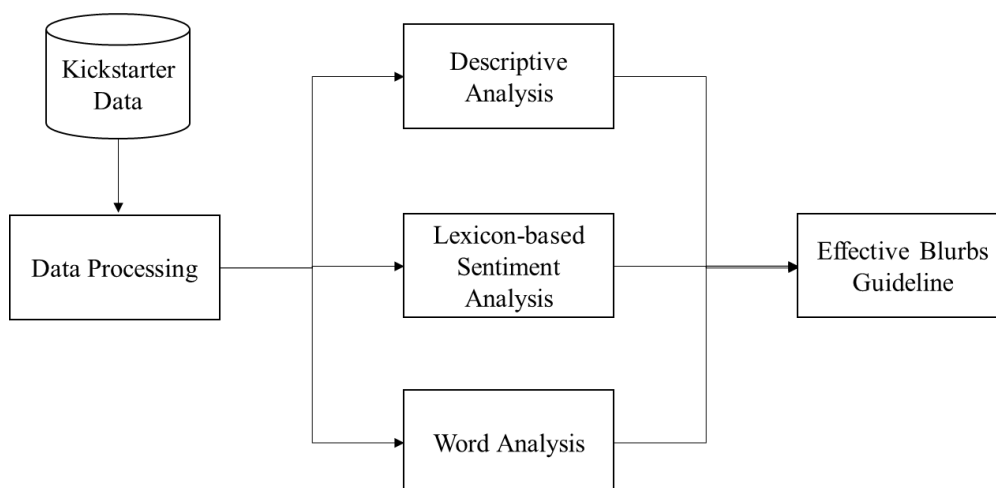 Kickstarter
Data
Data Processing
Descriptive
Analysis
Lexicon-based
Sentiment
Analysis
Word Analysis
Effective Blurbs
Guideline